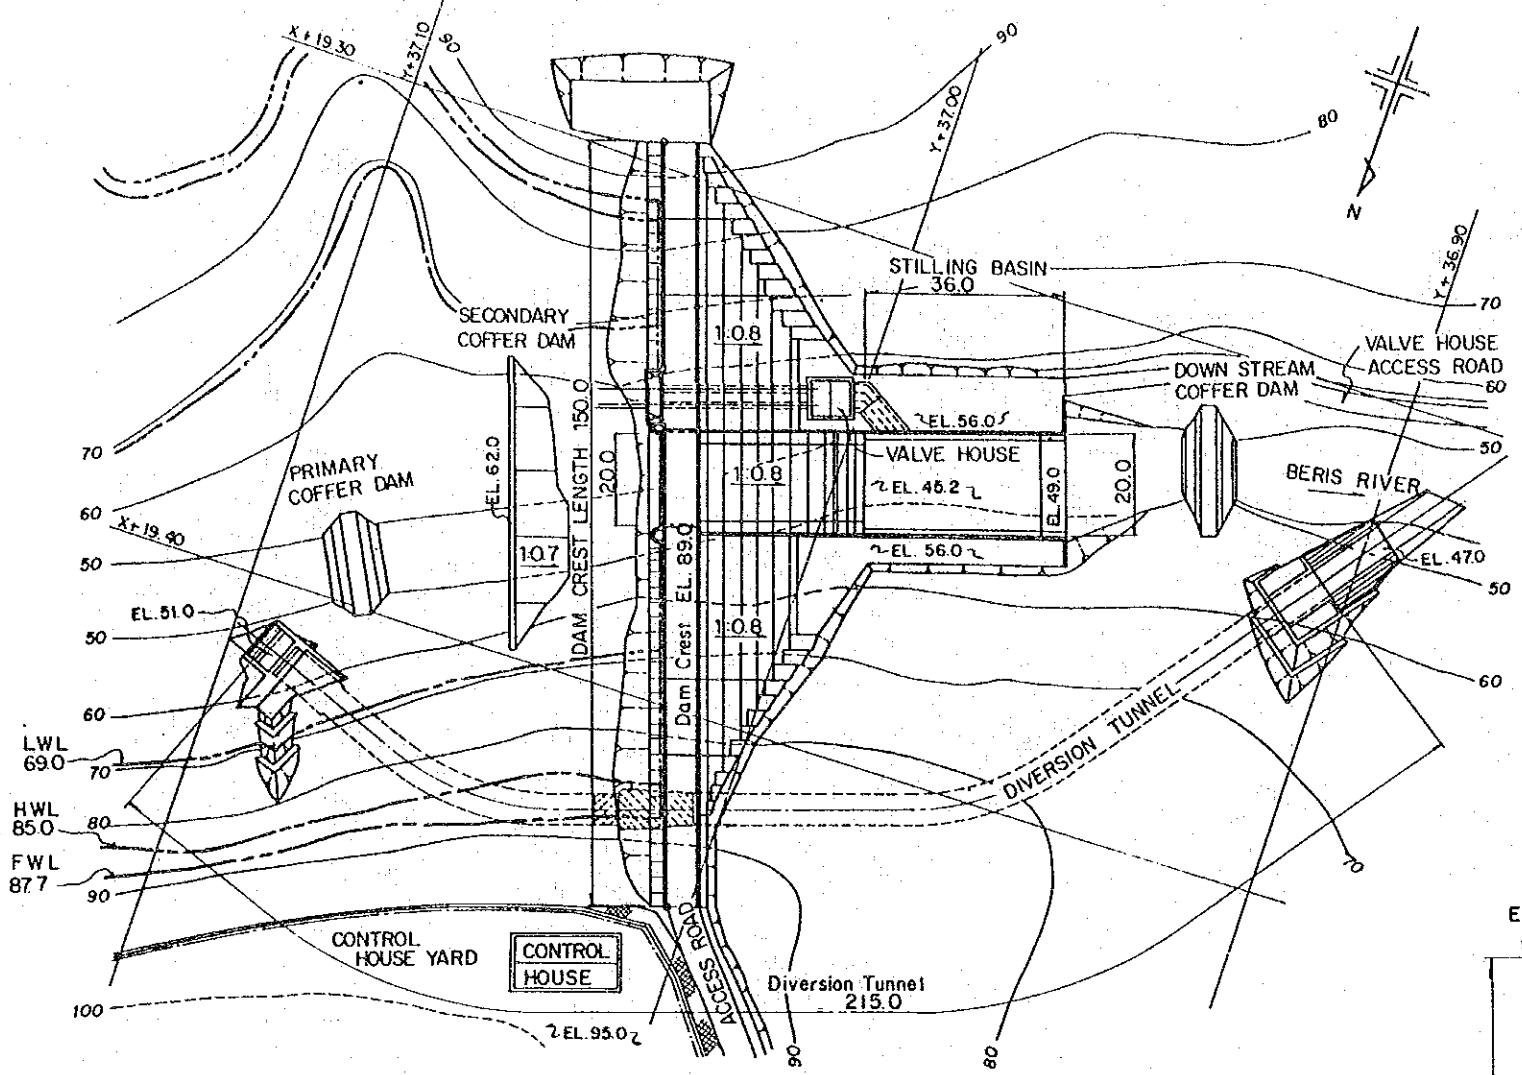 X + 19.30
Y + 37.10
90
90
Y + 37.00
80
N
Y + 36.90
STILLING BASIN
36.0
70
SECONDARY
COFFER DAM
1:0.8
VALVE HOUSE
ACCESS ROAD
60
DOWN STREAM
COFFER DAM
EL. 56.0
50
70
PRIMARY
COFFER DAM
EL. 62.0
DAM CREST LENGTH 150.0
20.0
1:0.8
VALVE HOUSE
EL. 45.2
EL. 49.0
20.0
BERIS RIVER
60
X + 19.40
50
1:0.7
Dam Crest EL. 89.0
EL. 56.0
EL. 47.0
50
EL. 51.0
50
1:0.8
60
60
LWL
69.0
70
DIVERSION TUNNEL
HWL
85.0
80
FWL
87.7
90
70
CONTROL
HOUSE YARD
CONTROL
HOUSE
ACCESS ROAD
Diversion Tunnel
215.0
100
EL. 95.0
90
80
E